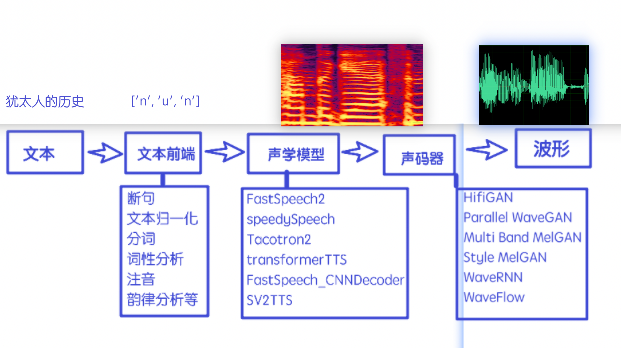 犹太人的历史
['n', 'u', 'n']
文本
文本前端
声学模型
声码器
波形
断句
文本归一化
分词
词性分析
注音
韵律分析等
FastSpeech2
speedySpeech
Tacotron2
transformerTTS
FastSpeech_CNNDecoder
SV2TTS
HifiGAN
Parallel WaveGAN
Multi Band MelGAN
Style MelGAN
WaveRNN
WaveFlow